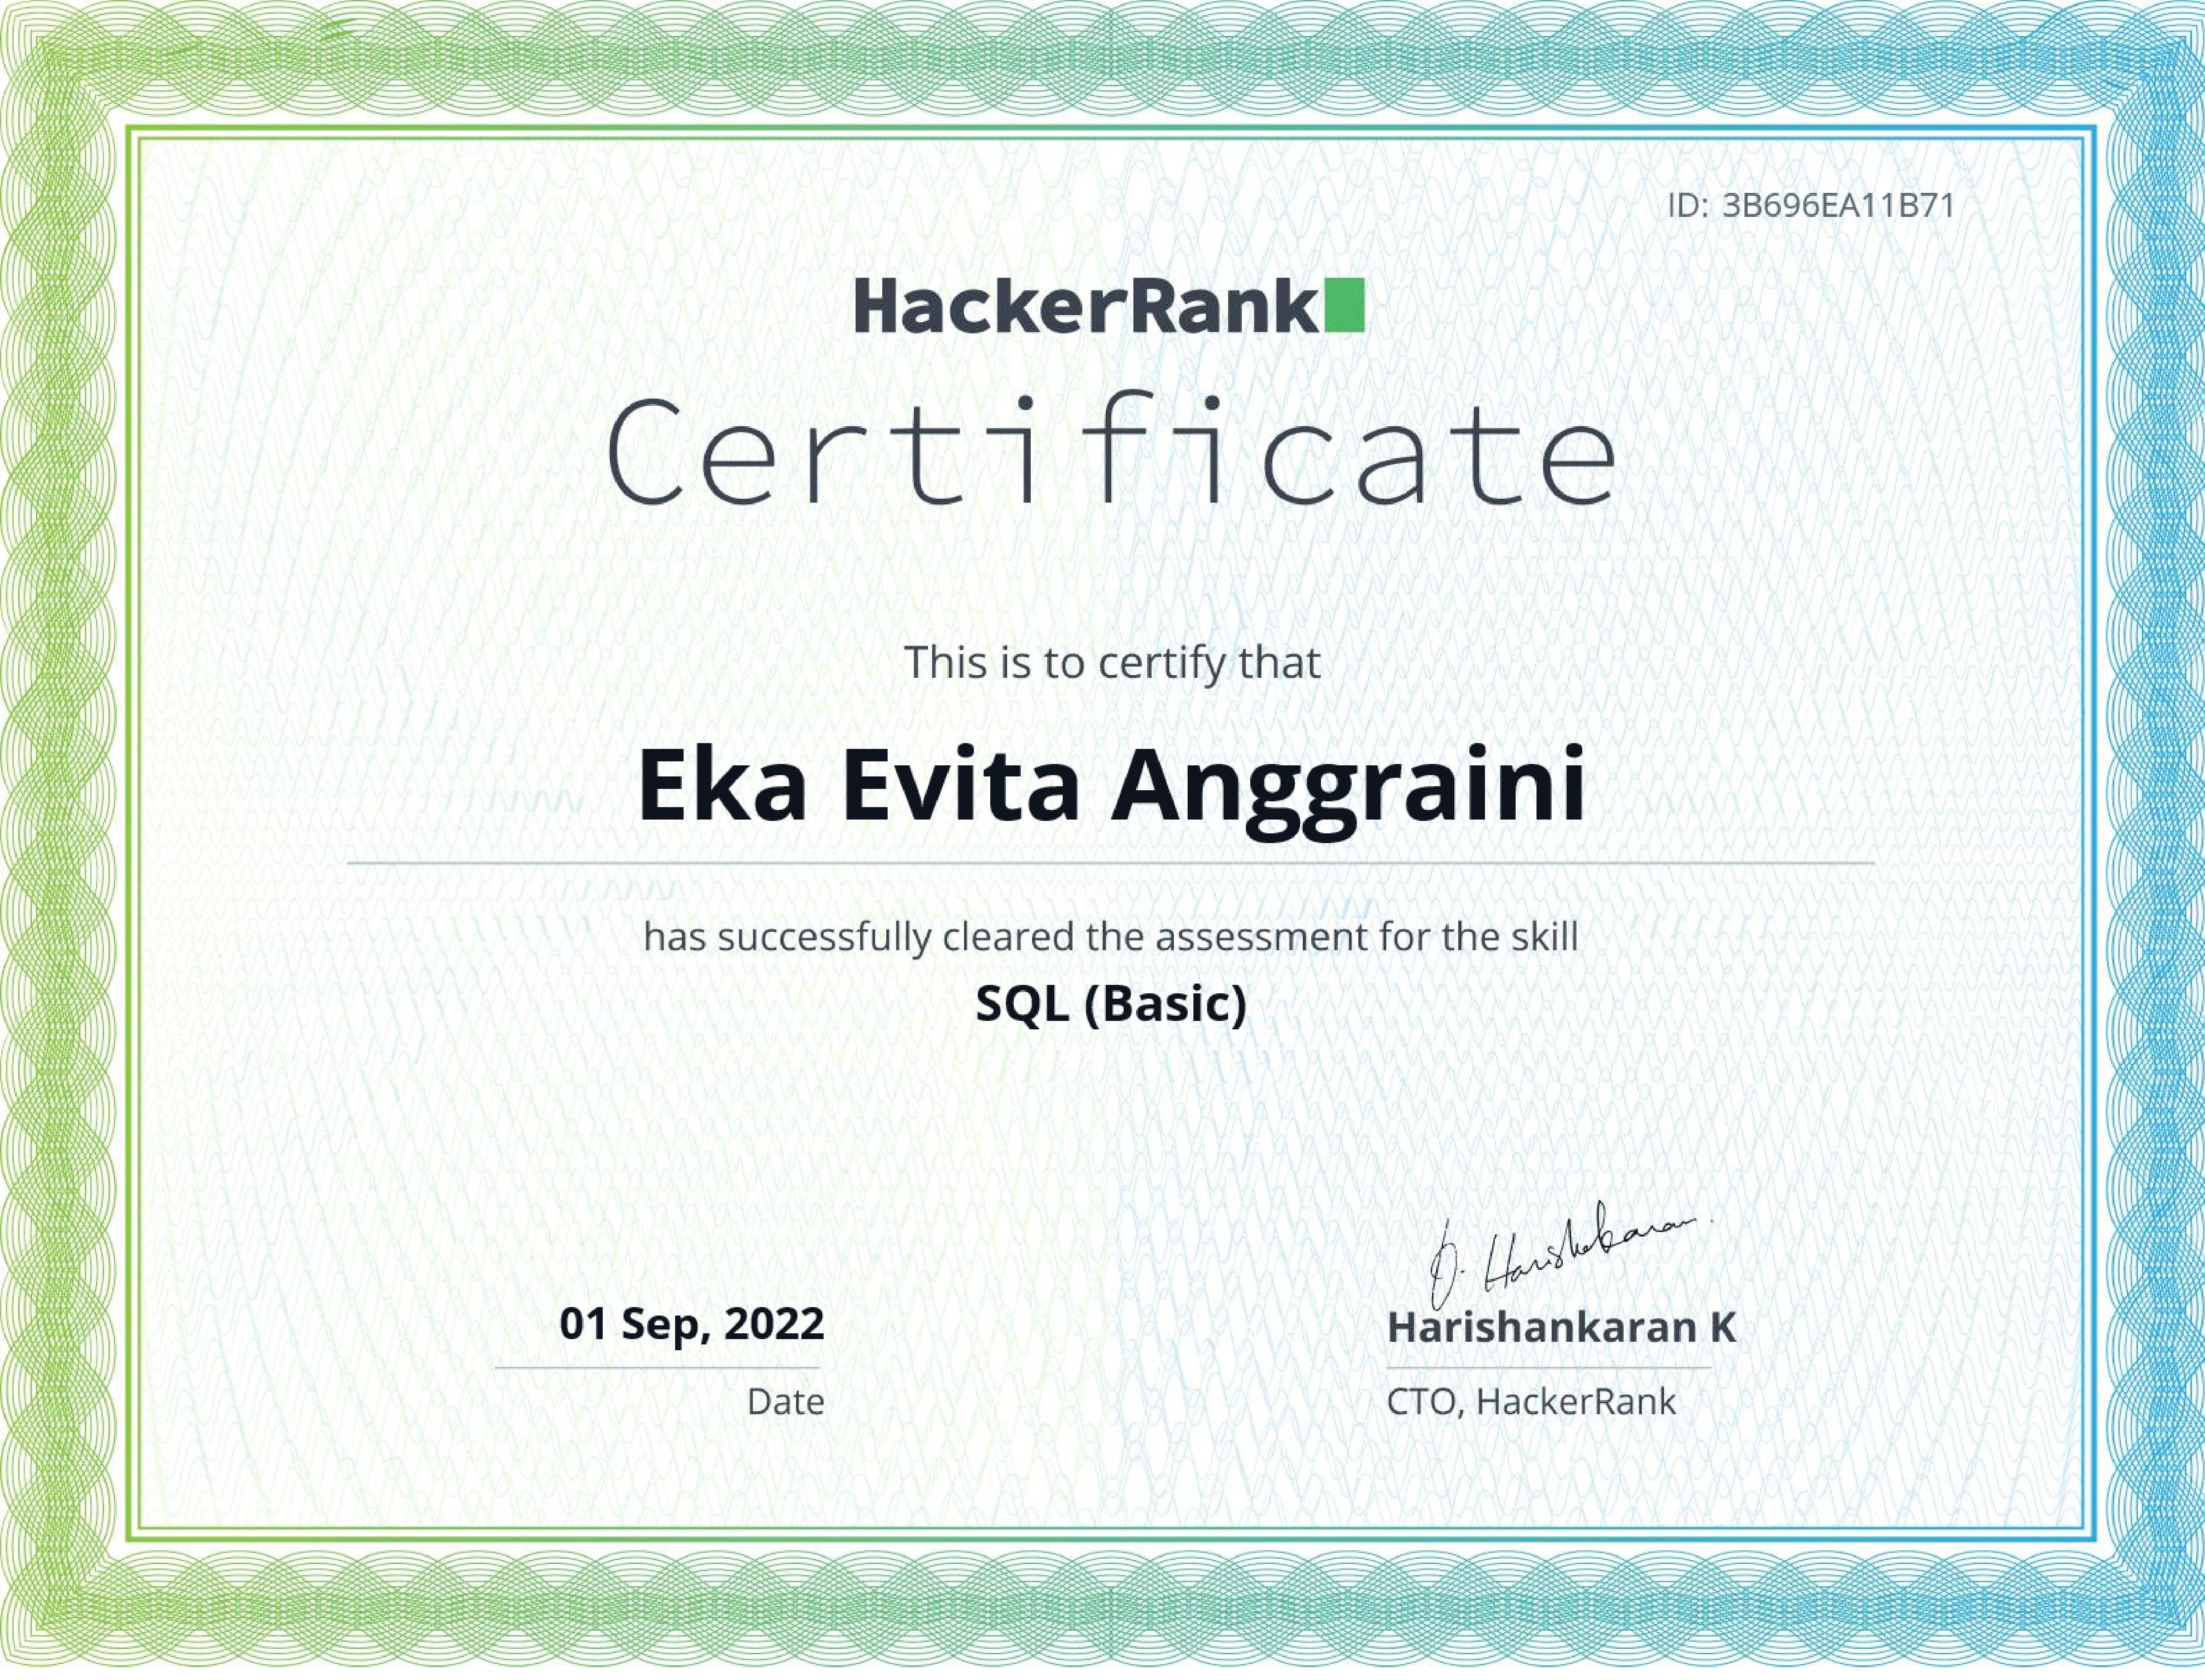 ID: 3B696EA11B71
HackerRank
Certificate
This is to certify that
Eka Evita Anggraini
has successfully cleared the assessment for the skill
SQL (Basic)
01 Sep, 2022
Date
Harishankaran K
CTO, HackerRank